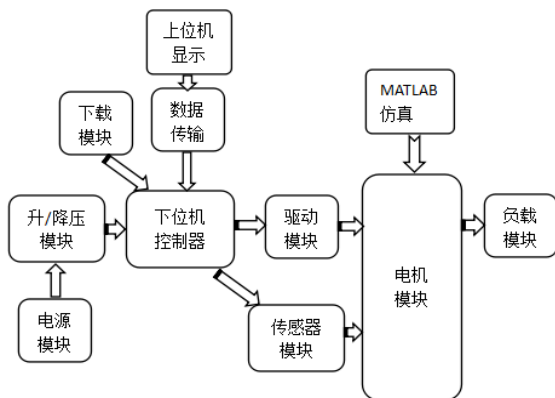 上位机
显示
MATLAB
仿真
下载
模块
数据
传输
升/降压
模块
下位机
控制器
驱动
模块
负载
模块
电机
模块
电源
模块
传感器
模块